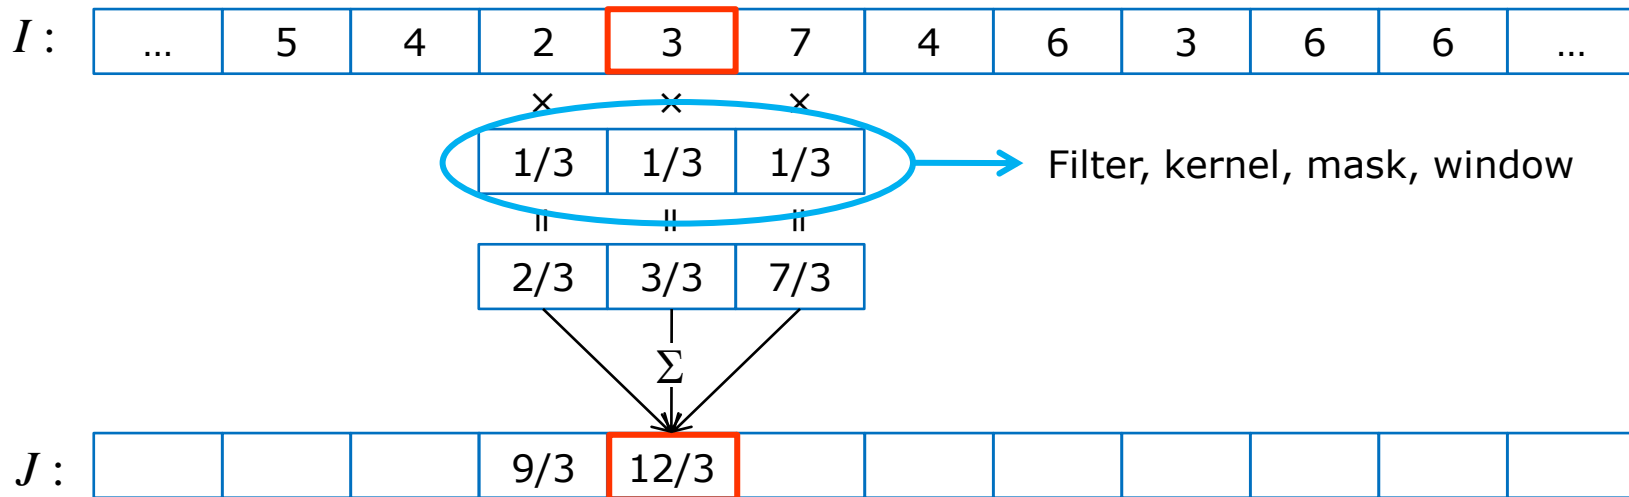 I : … 5 4 2 3 7 4 6 3 6 6 …
× × ×
1/3 1/3 1/3 Filter, kernel, mask, window
= = =
2/3 3/3 7/3
Σ
J : 9/3 12/3